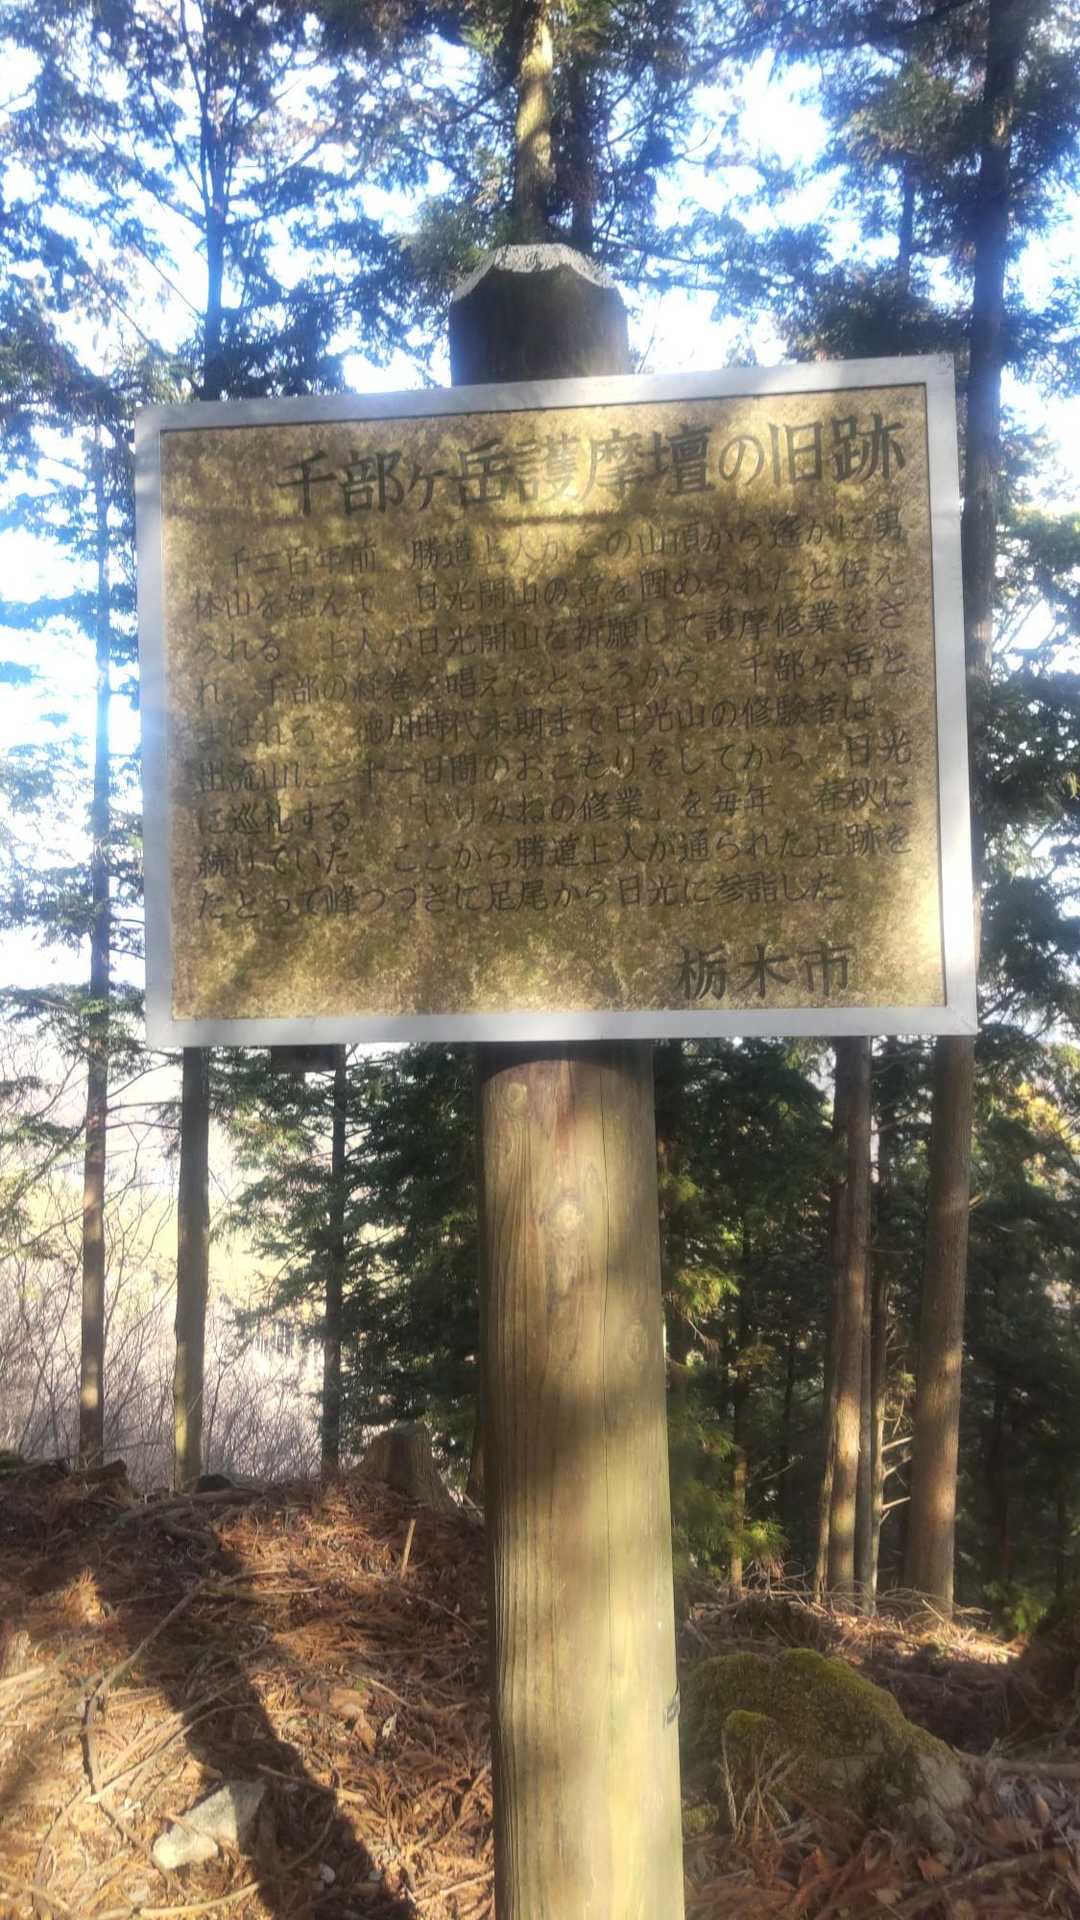 千部ヶ岳護摩壇の旧跡
千二百年前 勝道上人がこの山頂から遙かに男
体山を望んで 日光開山の意を固められたと伝え
られる 上人が日光開山を祈願して護摩修業をさ
れ 千部の経巻を唱えたところから 千部ヶ岳と
よばれる 徳川時代末期まで日光山の修験者は
出流山に二十一日間のおこもりをしてから 日光
に巡礼する 「いりみねの修業」を毎年 春秋に
続けていた ここから勝道上人が通られた足跡を
たどって峰つづきに足尾から日光に参詣した
栃木市